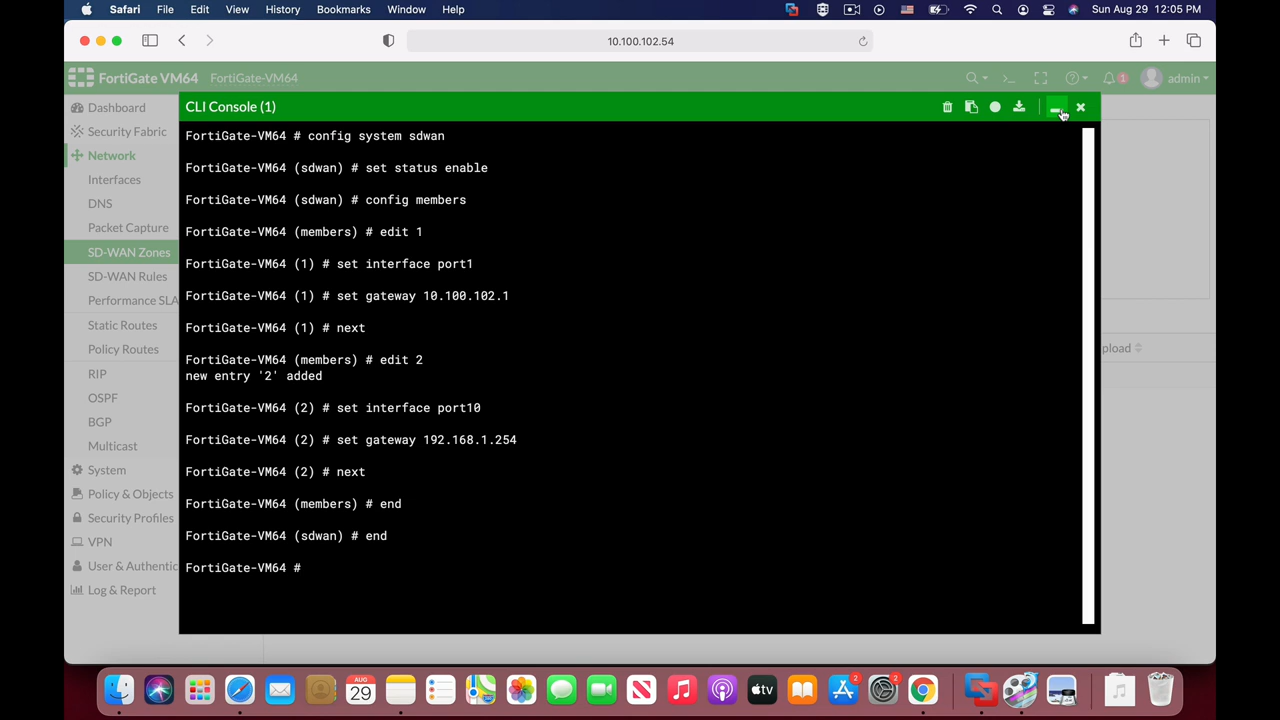 Safari File Edit View History Bookmarks Window Help Sun Aug 29 12:05 PM
10.100.102.54
FortiGate VM64 FortiGate-VM64 1 admin
Dashboard
Security Fabric
Network
Interfaces
DNS
Packet Capture
SD-WAN Zones
SD-WAN Rules
Performance SLA
Static Routes
Policy Routes
RIP
OSPF
BGP
Multicast
System
Policy & Objects
Security Profiles
VPN
User & Authentic
Log & Report
CLI Console (1)
FortiGate-VM64 # config system sdwan
FortiGate-VM64 (sdwan) # set status enable
FortiGate-VM64 (sdwan) # config members
FortiGate-VM64 (members) # edit 1
FortiGate-VM64 (1) # set interface port1
FortiGate-VM64 (1) # set gateway 10.100.102.1
FortiGate-VM64 (1) # next
FortiGate-VM64 (members) # edit 2
new entry '2' added
FortiGate-VM64 (2) # set interface port10
FortiGate-VM64 (2) # set gateway 192.168.1.254
FortiGate-VM64 (2) # next
FortiGate-VM64 (members) # end
FortiGate-VM64 (sdwan) # end
FortiGate-VM64 #
pload
AUG
29
tv
2
2